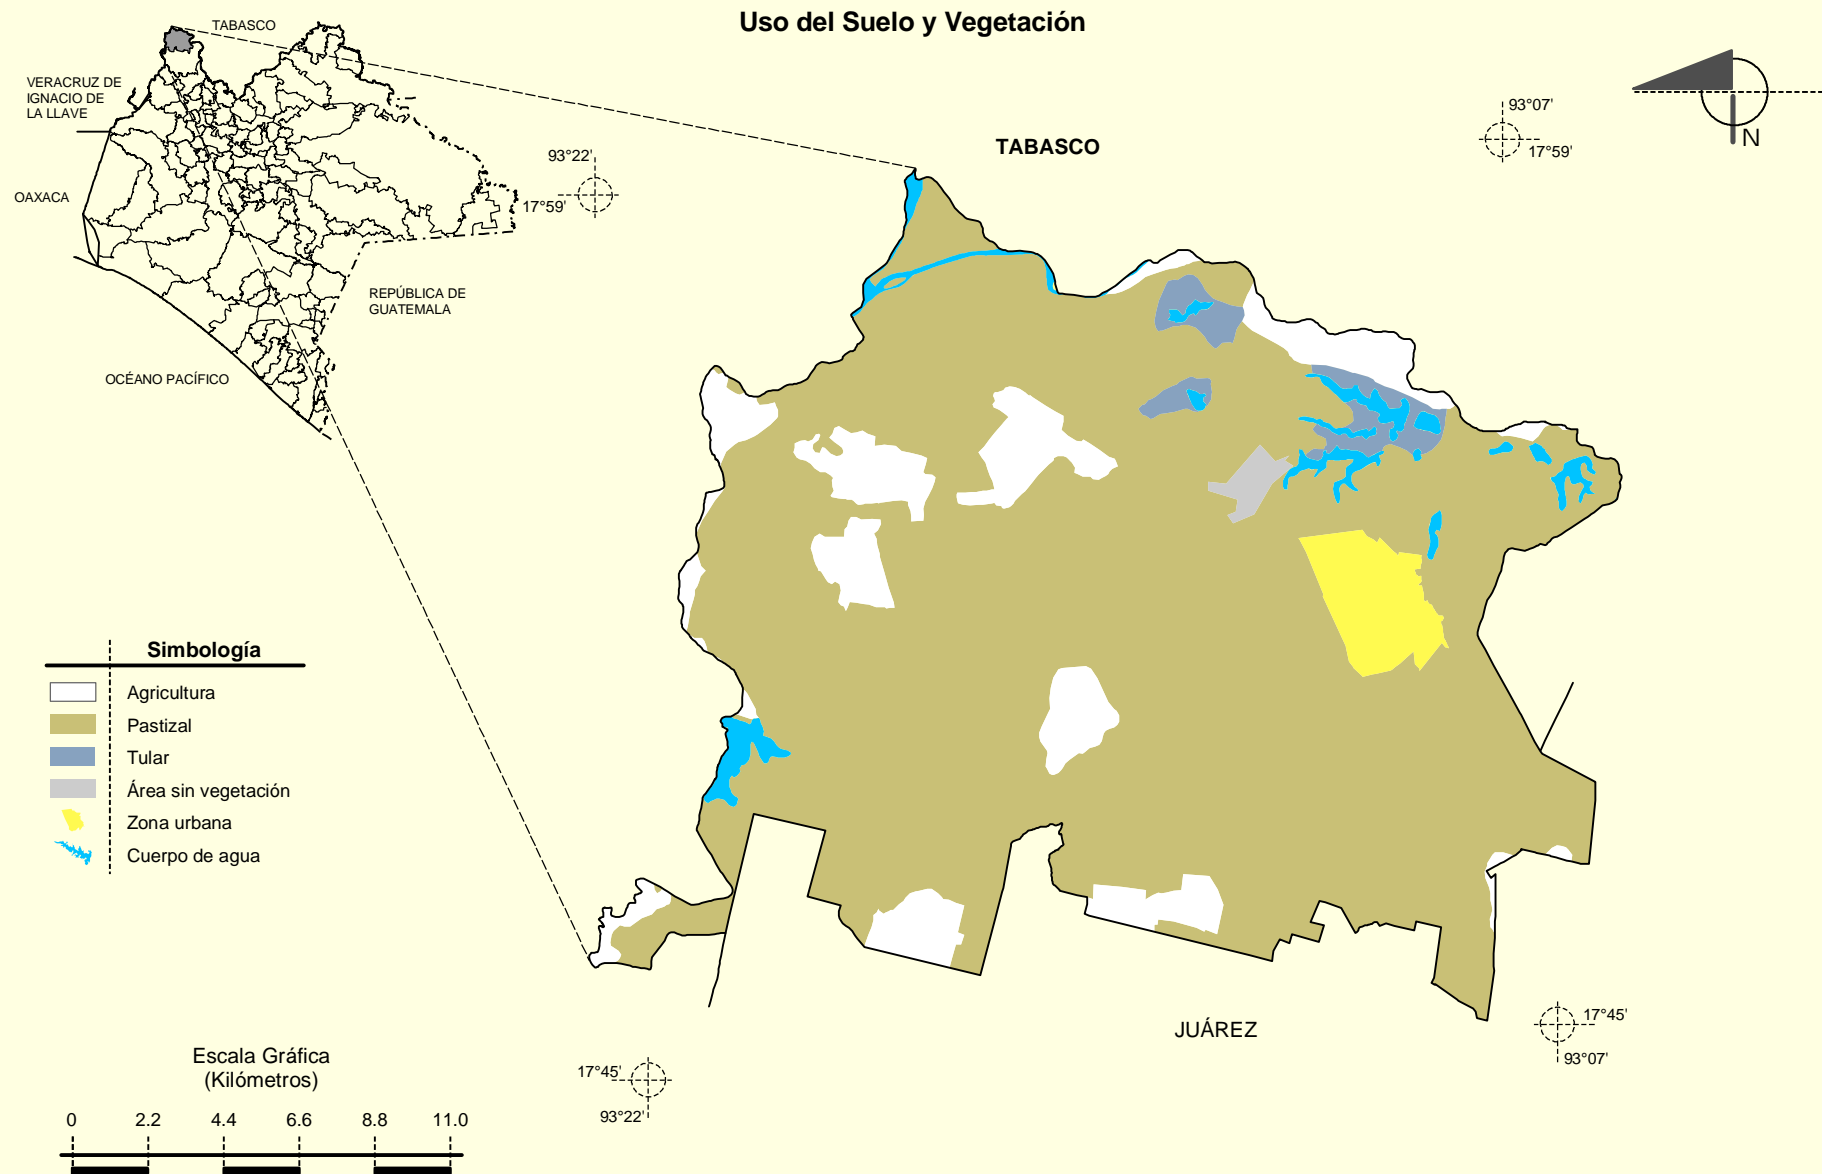 Uso del Suelo y Vegetación
TABASCO
VERACRUZ DE
IGNACIO DE
LA LLAVE
OAXACA
REPÚBLICA DE
GUATEMALA
OCÉANO PACÍFICO
93°22'
17°59'
TABASCO
93°07'
17°59'
N
Simbología
Agricultura
Pastizal
Tular
Área sin vegetación
Zona urbana
Cuerpo de agua
JUÁREZ
17°45'
93°07'
17°45'
93°22'
Escala Gráfica
(Kilómetros)
0 2.2 4.4 6.6 8.8 11.0